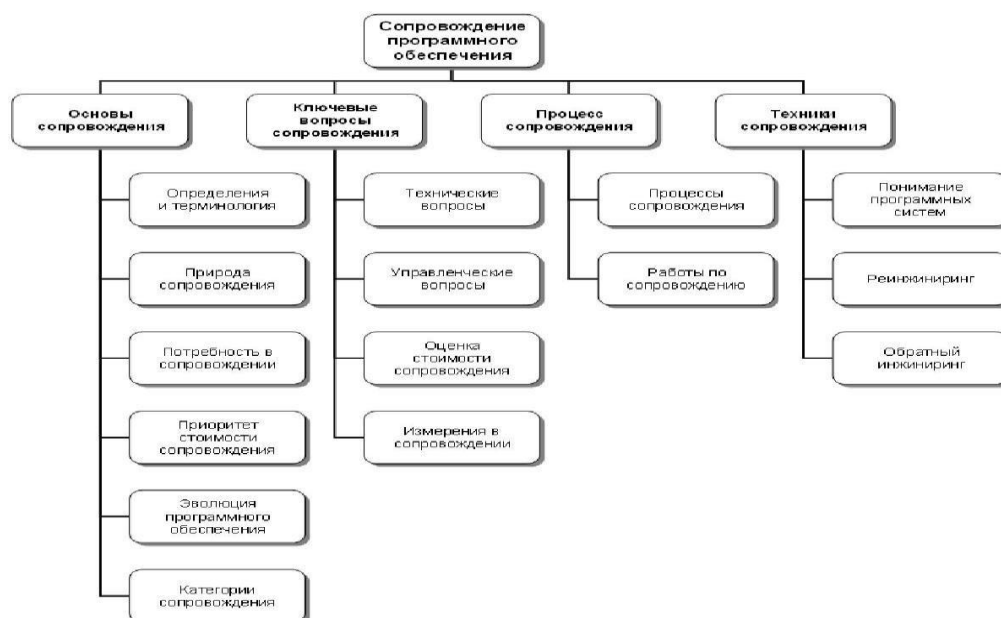 Сопровождение
программного
обеспечения
Основы
сопровождения
Ключевые
вопросы
сопровождения
Процесс
сопровождения
Техники
сопровождения
Определения
и терминология
Природа
сопровождения
Потребность в
сопровождении
Приоритет
стоимости
сопровождения
Эволюция
программного
обеспечения
Категории
сопровождения
Технические
вопросы
Управленческие
вопросы
Оценка
стоимости
сопровождения
Измерения в
сопровождении
Процессы
сопровождения
Работы по
сопровождению
Понимание
программных
систем
Реинжиниринг
Обратный
инжиниринг